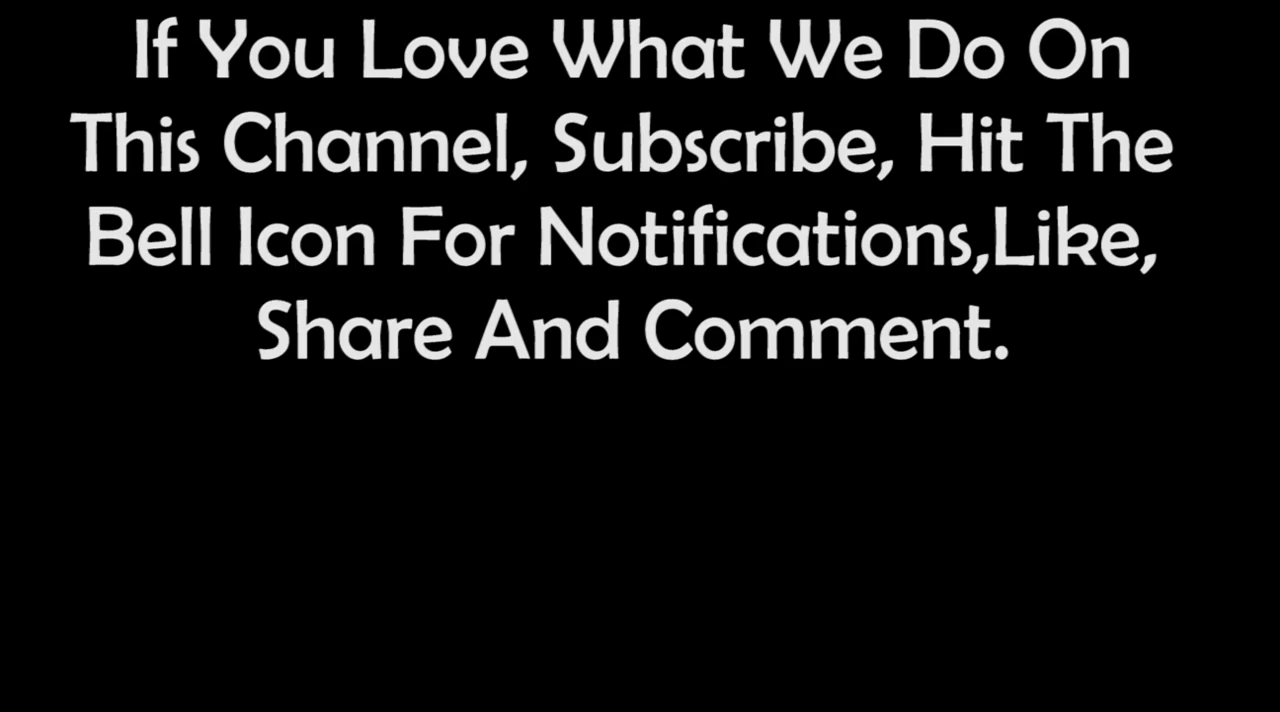 If You Love What We Do On
This Channel, Subscribe, Hit The
Bell Icon For Notifications,Like,
Share And Comment.